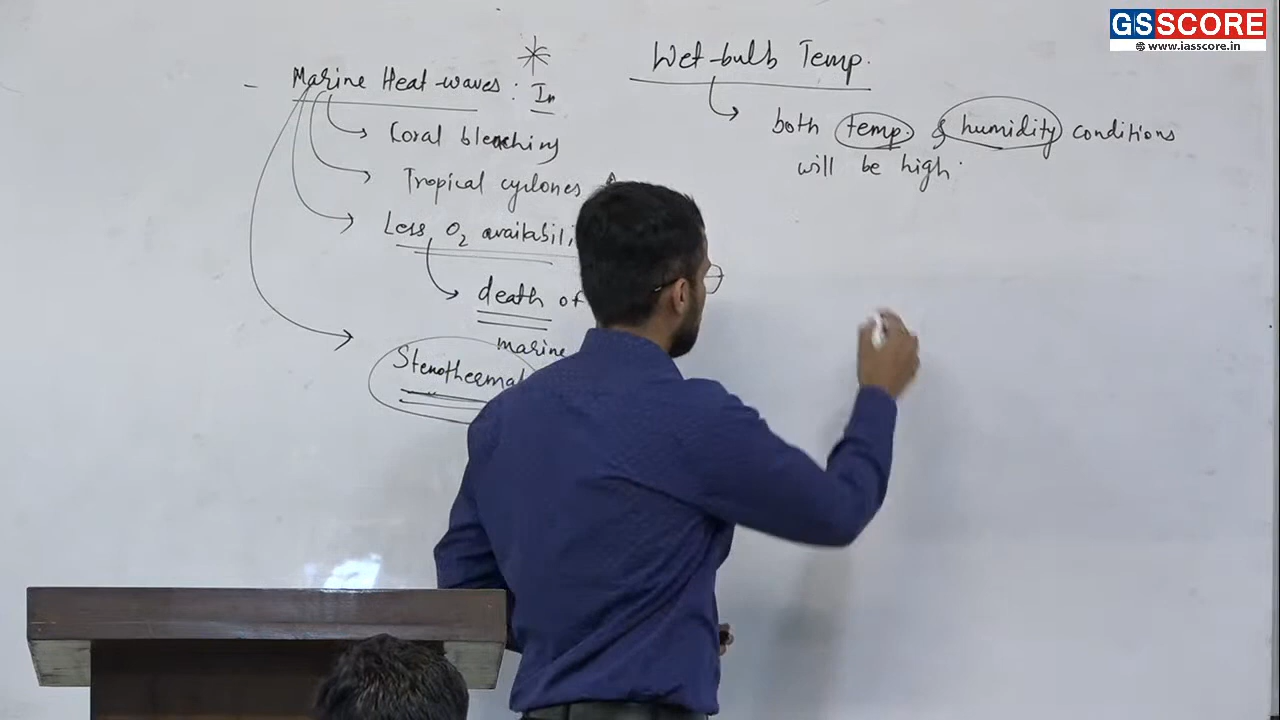 GSSCORE
www.iasscore.in
- Marine Heat-waves : In
Coral bleaching
Tropical cyclones
Less O2 availabili
death of
marine
Stenothermal
Wet-bulb Temp.
both temp. & humidity conditions
will be high.